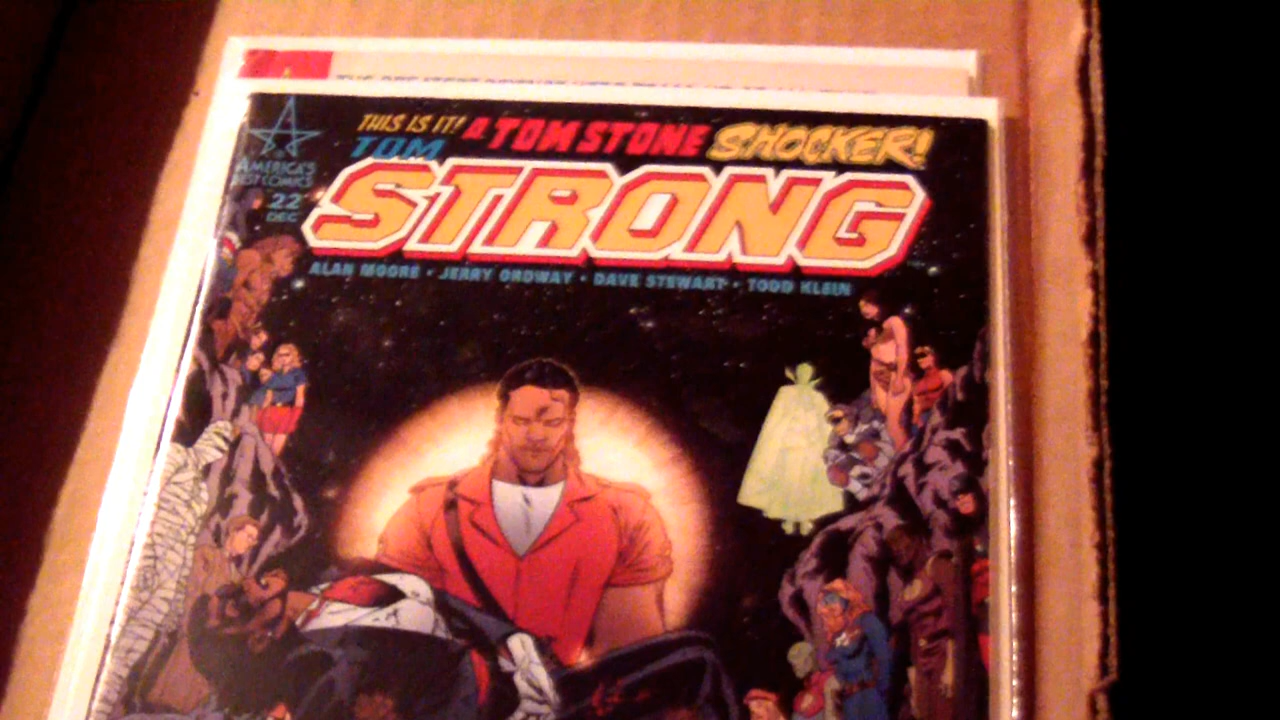 THIS IS IT! A TOM STONE SHOCKER!
TOM
STRONG
AMERICA'S
BEST COMICS
22
DEC
ALAN MOORE • JERRY ORDWAY • DAVE STEWART • TODD KLEIN